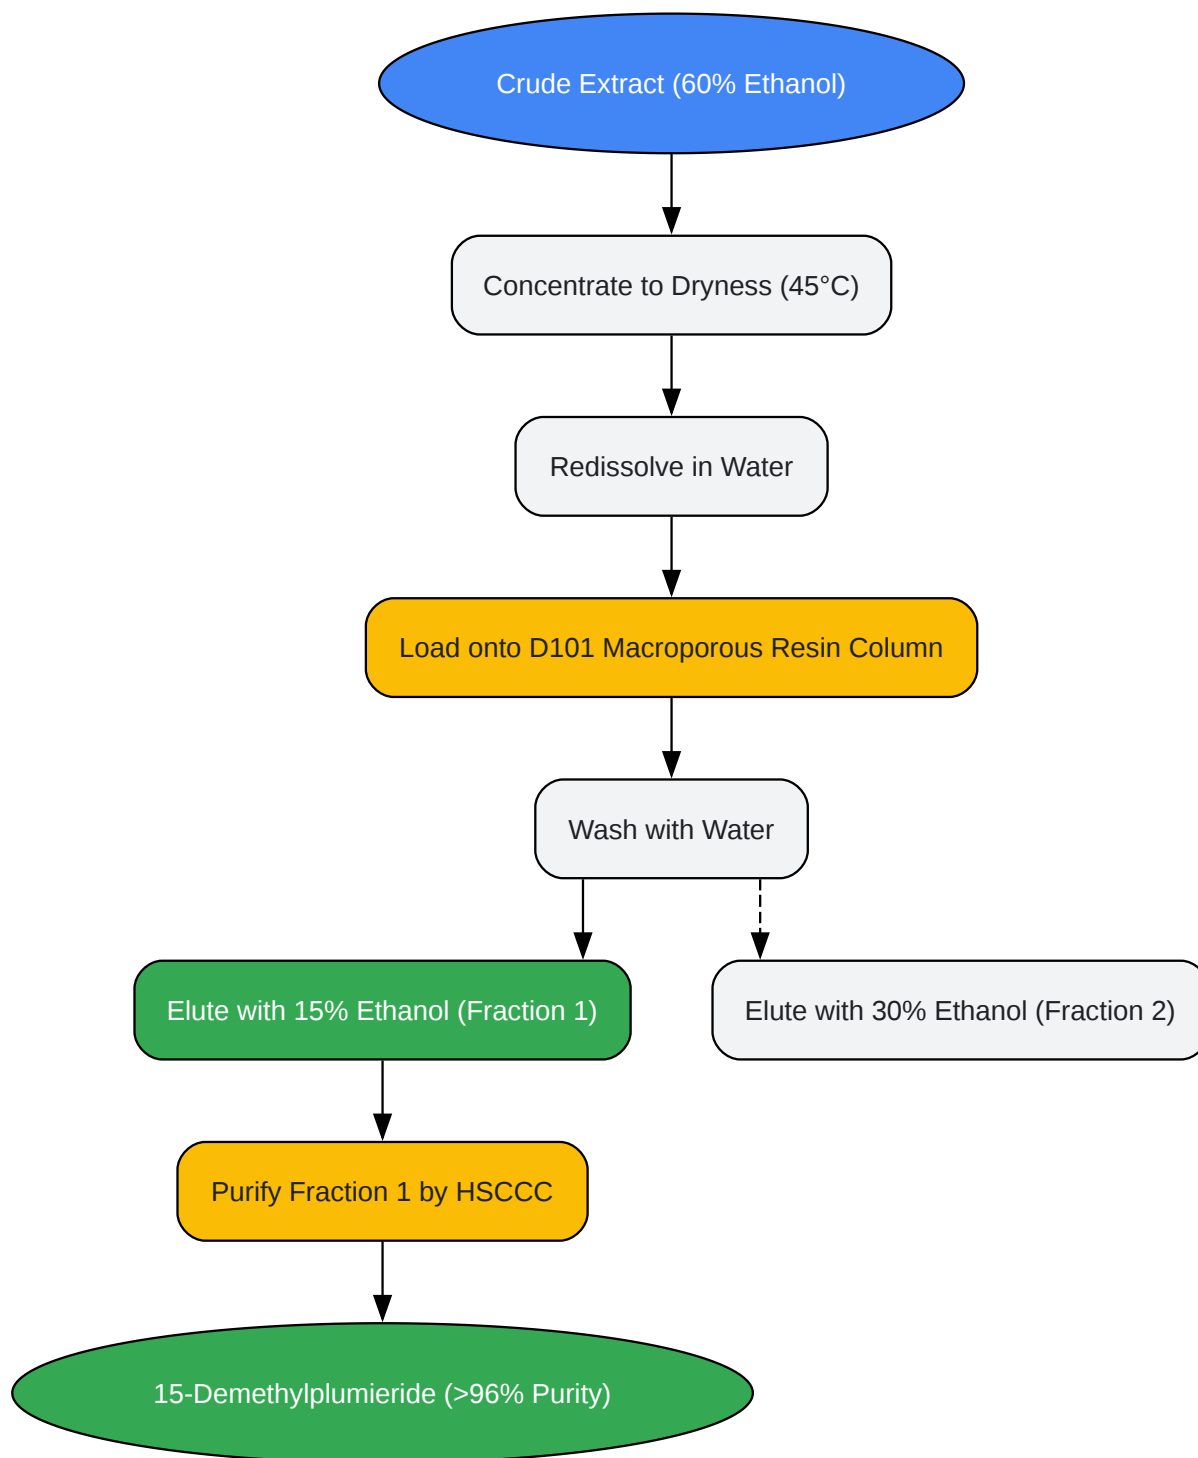 Crude Extract (60% Ethanol)
Concentrate to Dryness (45°C)
Redissolve in Water
Load onto D101 Macroporous Resin Column
Wash with Water
Elute with 15% Ethanol (Fraction 1)
Elute with 30% Ethanol (Fraction 2)
Purify Fraction 1 by HSCCC
15-Demethylplumieride (>96% Purity)